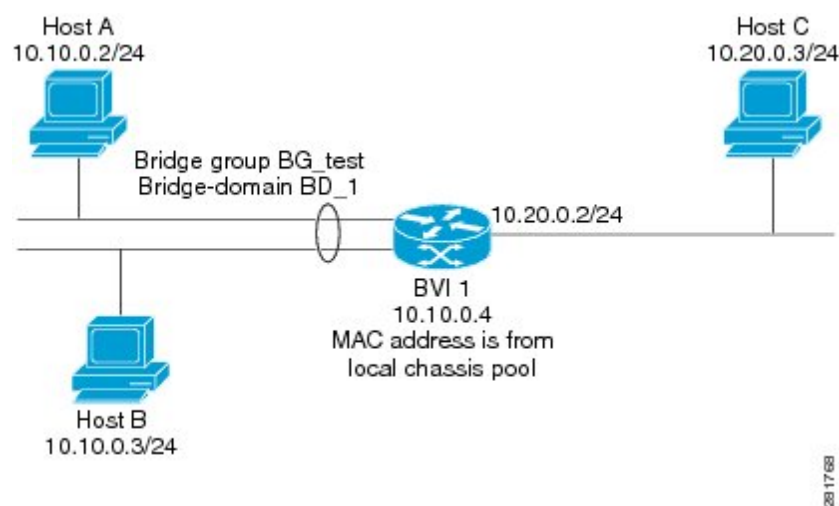 Host A
10.10.0.2/24
Host C
10.20.0.3/24
Bridge group BG_test
Bridge-domain BD_1
10.20.0.2/24
BVI 1
10.10.0.4
MAC address is from
local chassis pool
Host B
10.10.0.3/24
281768